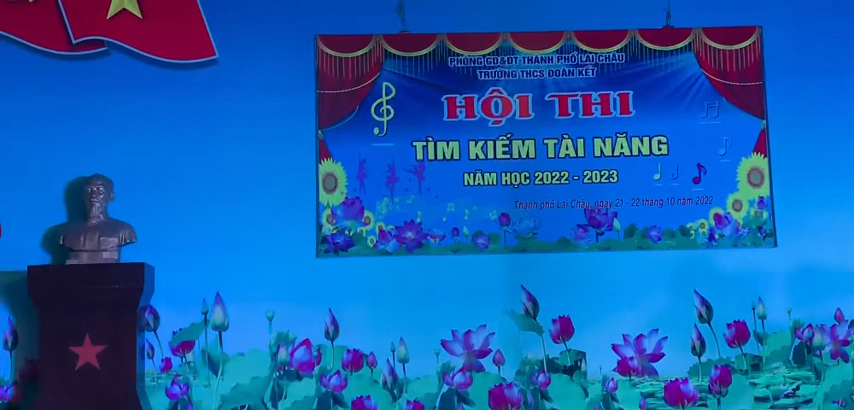 PHÒNG GD&ĐT THÀNH PHỐ LAI CHÂU
TRƯỜNG THCS ĐOÀN KẾT
HỘI THI
TÌM KIẾM TÀI NĂNG
NĂM HỌC 2022 - 2023
Thành phố Lai Châu, ngày 21 - 22 tháng 10 năm 2022